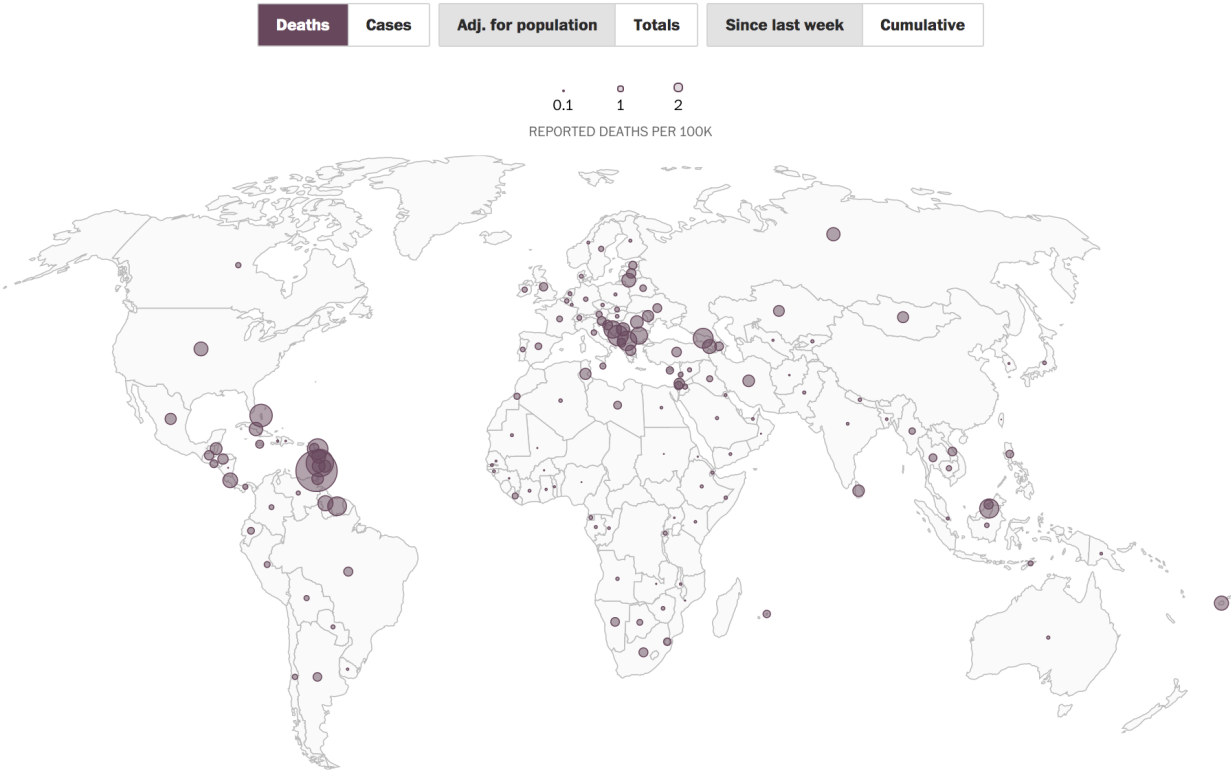 Deaths Cases Adj. for population Totals Since last week Cumulative
0.1 1 2
REPORTED DEATHS PER 100K